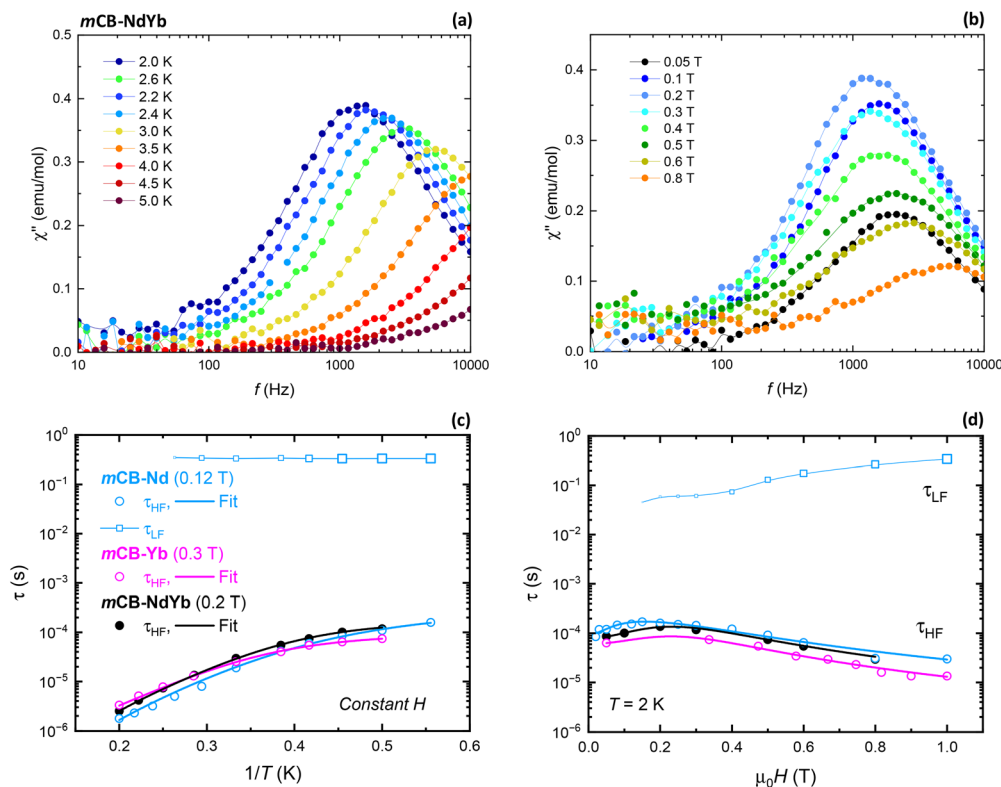 mCB-NdYb
(a)
0.5
0.4
0.3
0.2
0.1
0.0
χ'' (emu/mol)
2.0 K
2.6 K
2.2 K
2.4 K
3.0 K
3.5 K
4.0 K
4.5 K
5.0 K
10 100 1000 10000
f (Hz)
(b)
0.4
0.3
0.2
0.1
0.0
χ'' (emu/mol)
0.05 T
0.1 T
0.2 T
0.3 T
0.4 T
0.5 T
0.6 T
0.8 T
10 100 1000 10000
f (Hz)
(c)
10⁰
10⁻¹
10⁻²
10⁻³
10⁻⁴
10⁻⁵
10⁻⁶
τ (s)
mCB-Nd (0.12 T)
τHF, Fit
τLF
mCB-Yb (0.3 T)
τHF, Fit
mCB-NdYb (0.2 T)
τHF, Fit
Constant H
0.2 0.3 0.4 0.5 0.6
1/T (K)
(d)
10⁰
10⁻¹
10⁻²
10⁻³
10⁻⁴
10⁻⁵
10⁻⁶
τ (s)
τLF
τHF
T = 2 K
0.0 0.2 0.4 0.6 0.8 1.0
μ₀H (T)